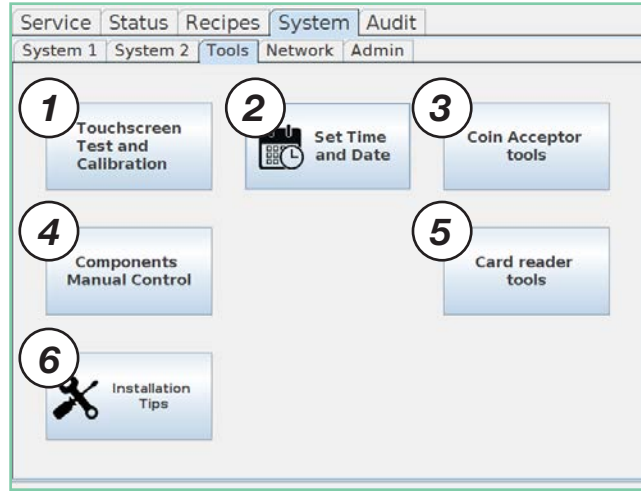 Service Status Recipes System Audit
System 1 System 2 Tools Network Admin
1
Touchscreen
Test and
Calibration
2
Set Time
and Date
3
Coin Acceptor
tools
4
Components
Manual Control
5
Card reader
tools
6
Installation
Tips